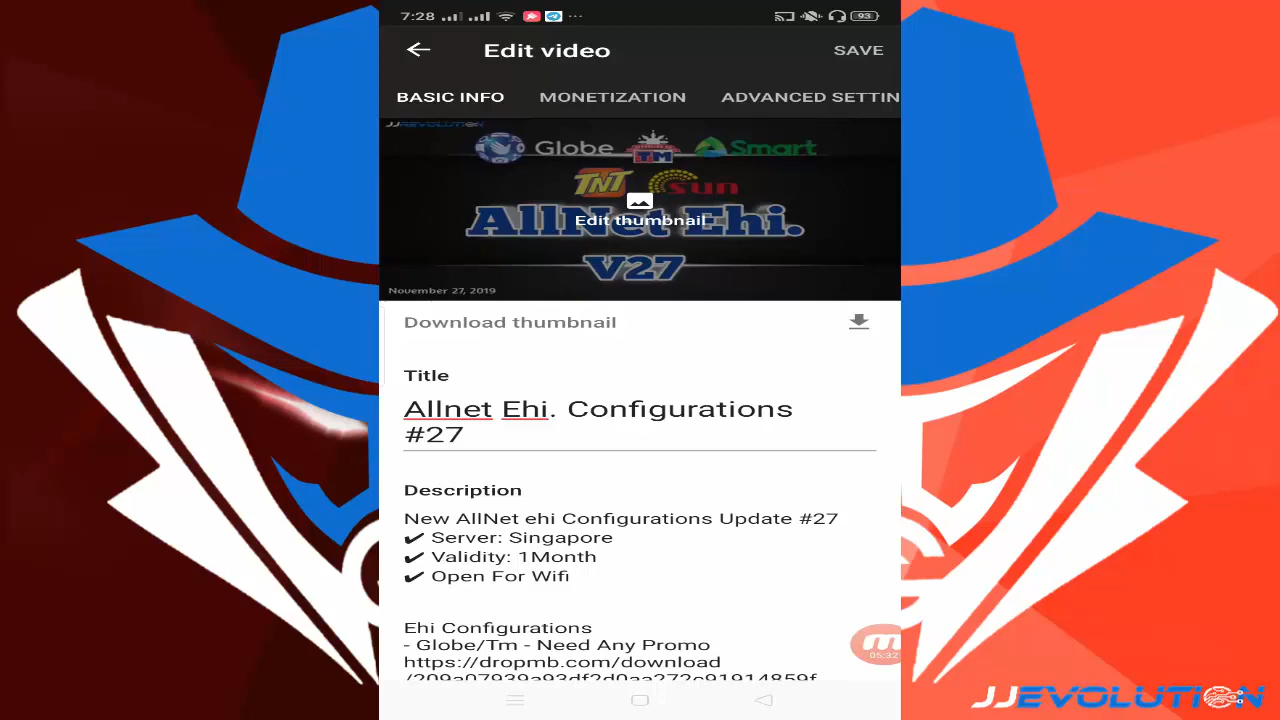 7:28
93
Edit video
SAVE
BASIC INFO
MONETIZATION
ADVANCED SETTIN
JJEVOLUTION
Globe
TM
Smart
TNT
sun
Edit thumbnail
AllNet Ehi.
V27
November 27, 2019
Download thumbnail
Title
Allnet Ehi. Configurations
#27
Description
New AllNet ehi Configurations Update #27
✔ Server: Singapore
✔ Validity: 1Month
✔ Open For Wifi
Ehi Configurations
- Globe/Tm - Need Any Promo
https://dropmb.com/download
/209a07939a93df2d0aa272c91914859f
05:32
JJEVOLUTION